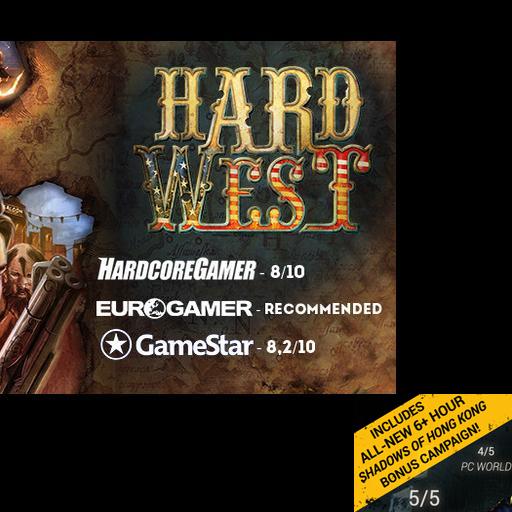 HARD
WEST
HARDCOREGAMER - 8/10
EUROGAMER - RECOMMENDED
GameStar - 8,2/10
INCLUDES
ALL-NEW 6+ HOUR
SHADOWS OF HONG KONG
BONUS CAMPAIGN!
4/5
PC WORLD
5/5